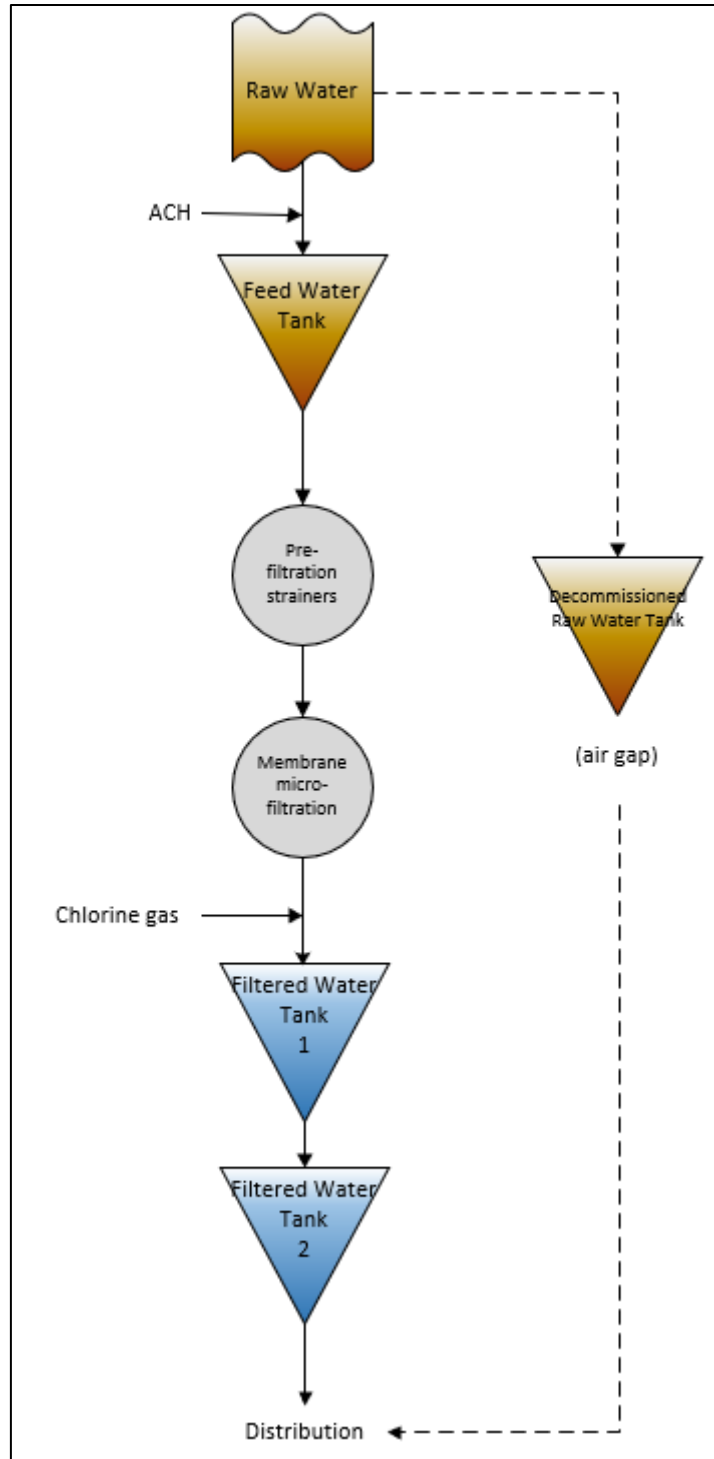 Raw Water
ACH
Feed Water
Tank
Pre-
filtration
strainers
Decommissioned
Raw Water Tank
(air gap)
Membrane
micro-
filtration
Chlorine gas
Filtered Water
Tank
1
Filtered Water
Tank
2
Distribution